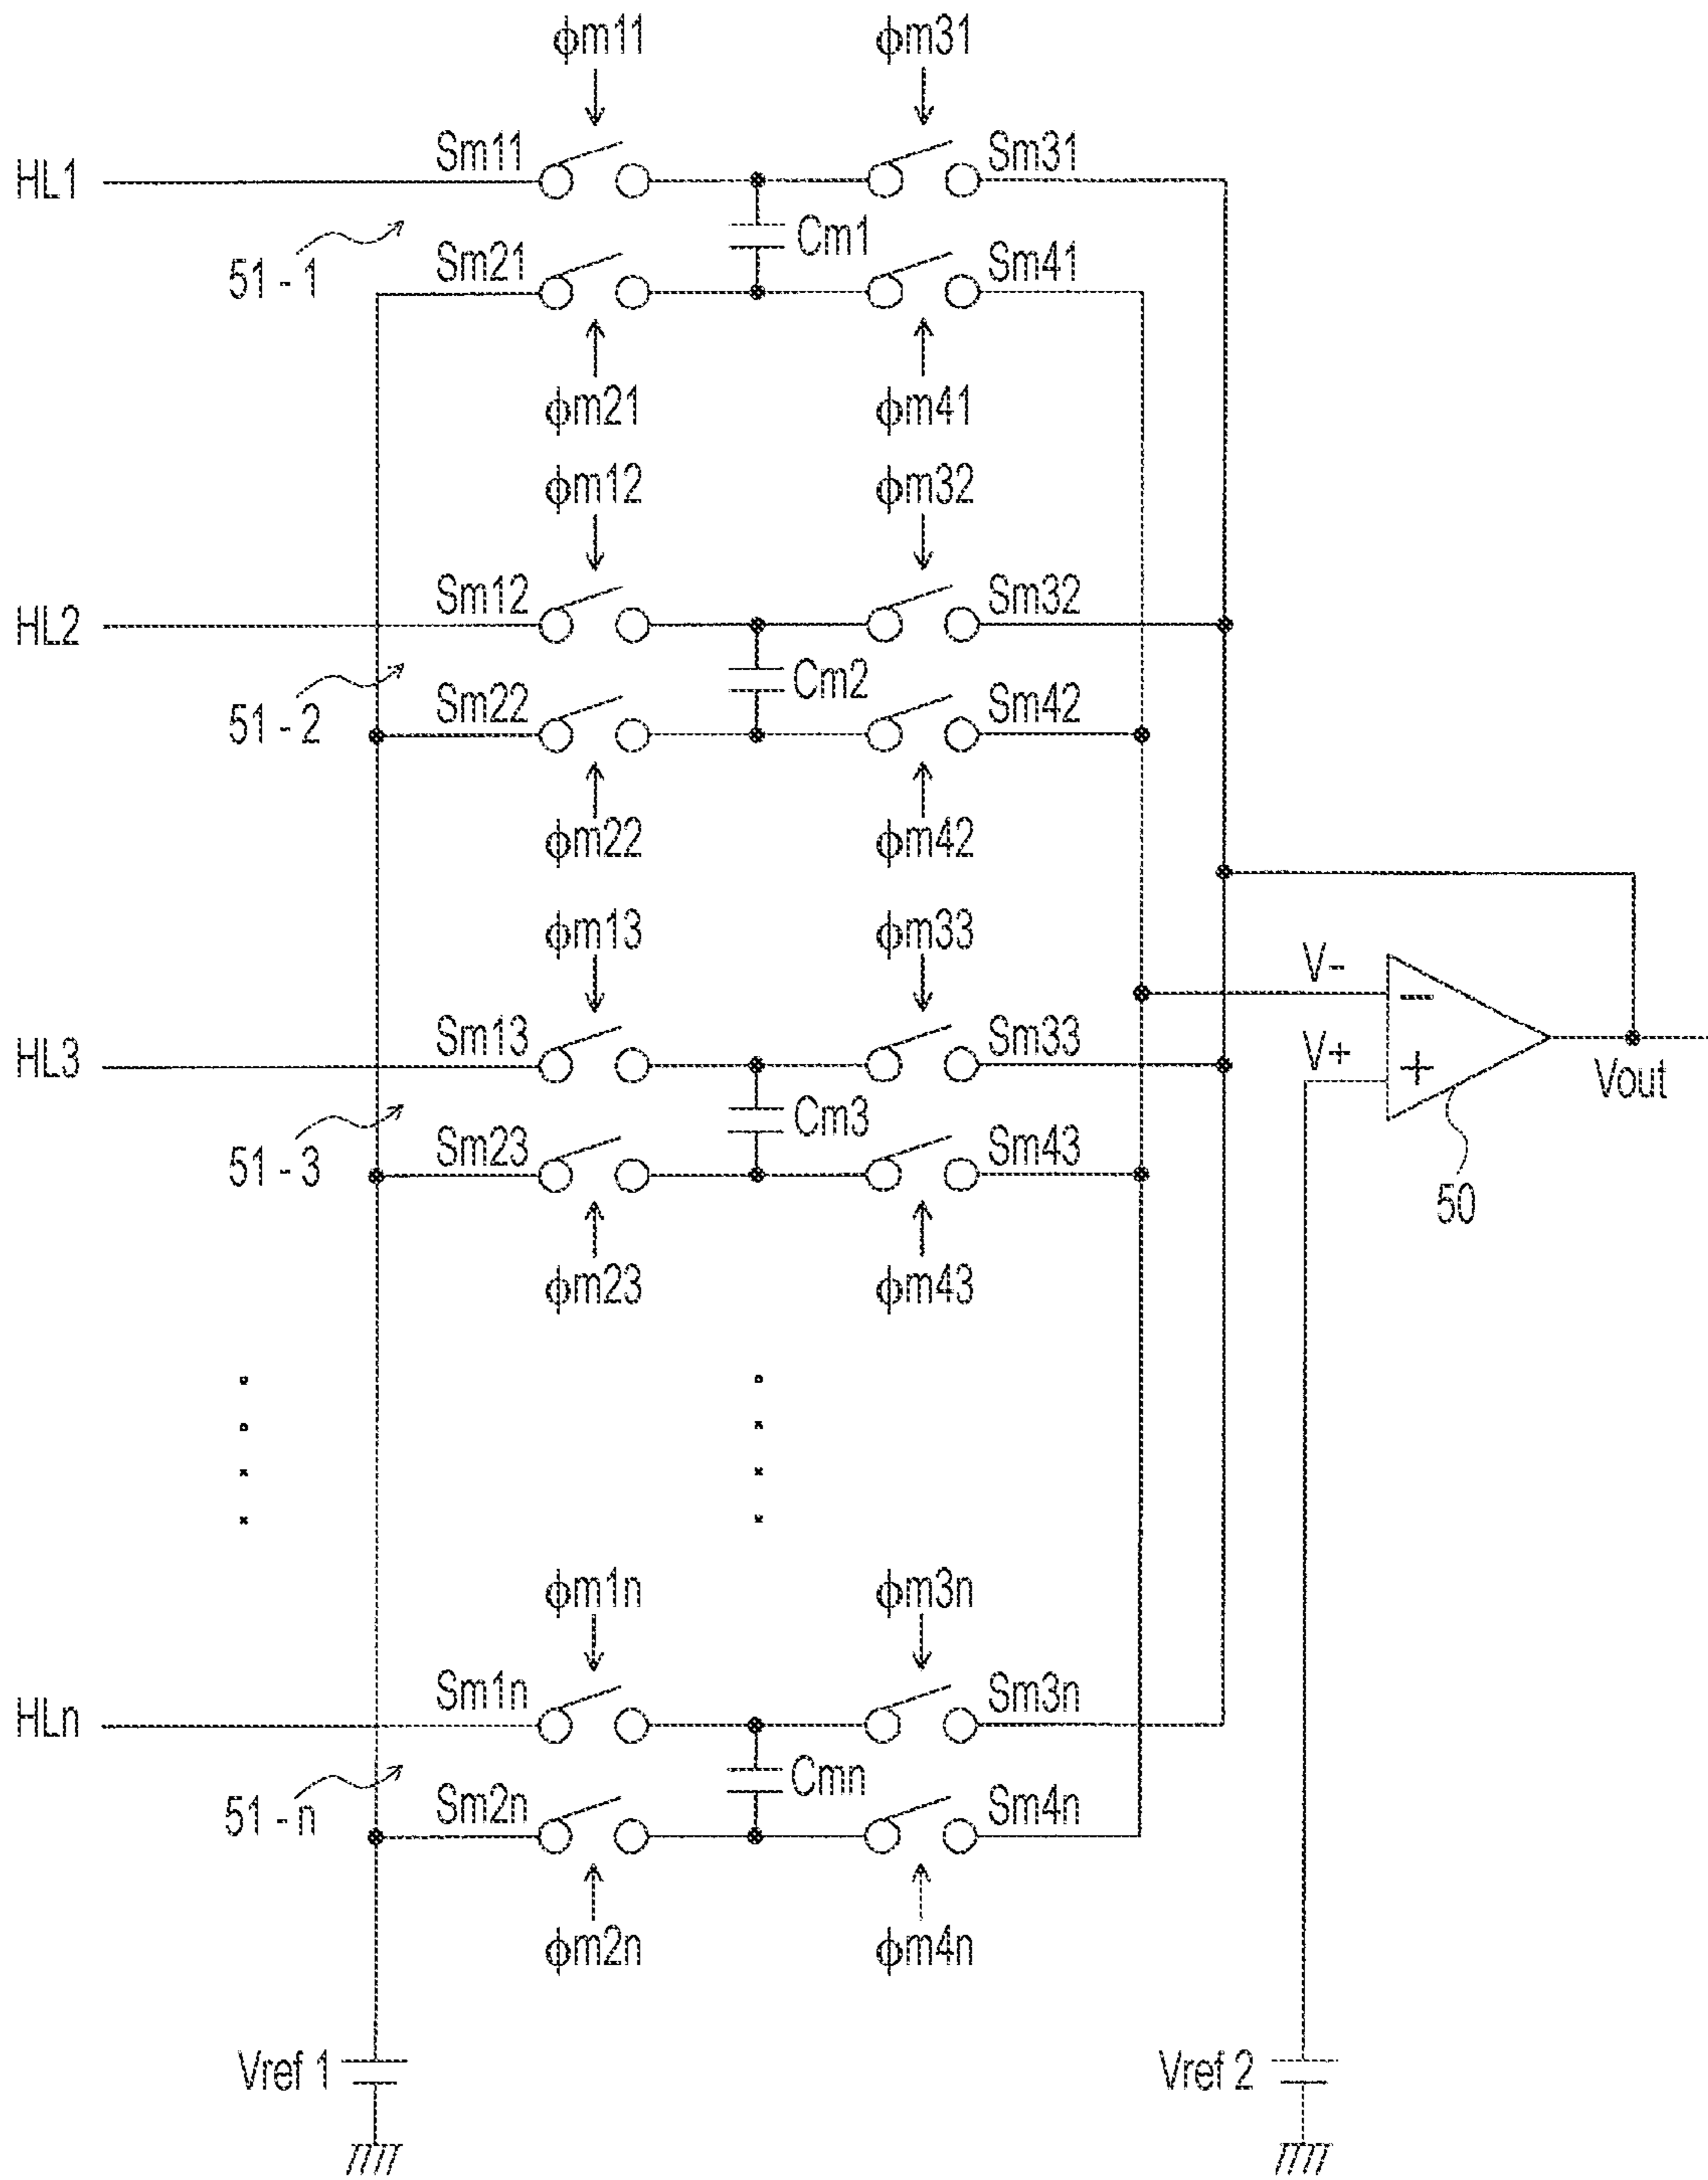 ϕm11 ϕm31
Sm11 Sm31
HL1
Cm1
51 - 1
Sm21 Sm41
ϕm21 ϕm41
ϕm12 ϕm32
Sm12 Sm32
HL2
Cm2
51 - 2
Sm22 Sm42
ϕm22 ϕm42
ϕm13 ϕm33
V-
−
Sm13 Sm33
HL3
V+
+
Vout
Cm3
51 - 3
Sm23 Sm43
50
ϕm23 ϕm43
ϕm1n ϕm3n
Sm1n Sm3n
HLn
Cmn
51 - n
Sm2n Sm4n
ϕm2n ϕm4n
Vref 1 Vref 2